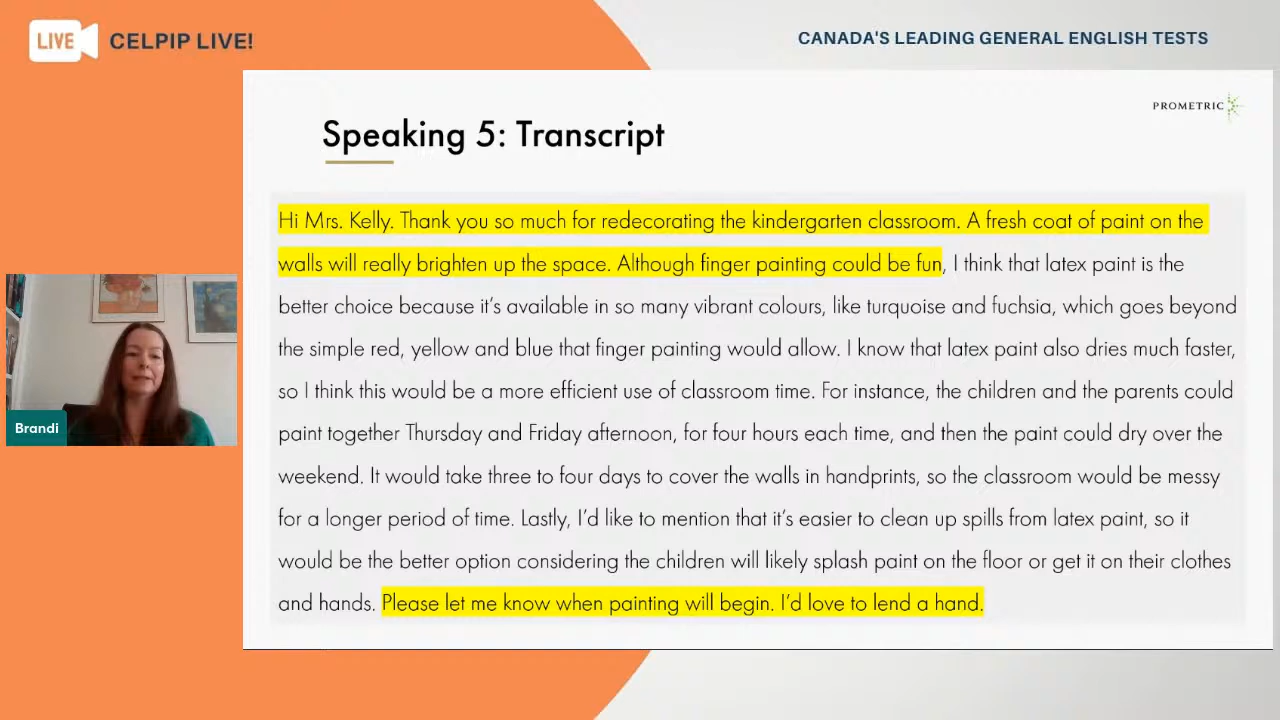 LIVE
CELPIP LIVE!
CANADA'S LEADING GENERAL ENGLISH TESTS
PROMETRIC
Speaking 5: Transcript
Hi Mrs. Kelly. Thank you so much for redecorating the kindergarten classroom. A fresh coat of paint on the
walls will really brighten up the space. Although finger painting could be fun, I think that latex paint is the
better choice because it's available in so many vibrant colours, like turquoise and fuchsia, which goes beyond
the simple red, yellow and blue that finger painting would allow. I know that latex paint also dries much faster,
so I think this would be a more efficient use of classroom time. For instance, the children and the parents could
paint together Thursday and Friday afternoon, for four hours each time, and then the paint could dry over the
weekend. It would take three to four days to cover the walls in handprints, so the classroom would be messy
for a longer period of time. Lastly, I'd like to mention that it's easier to clean up spills from latex paint, so it
would be the better option considering the children will likely splash paint on the floor or get it on their clothes
and hands. Please let me know when painting will begin. I'd love to lend a hand.
Brandi